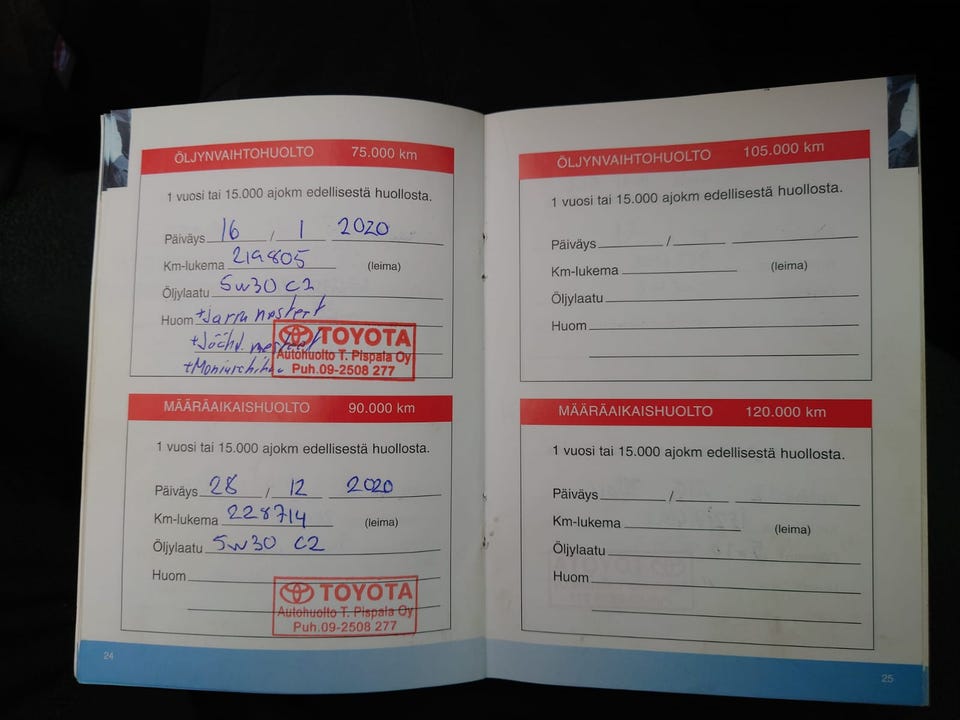 ÖLJYNVAIHTOHUOLTO 75.000 km
1 vuosi tai 15.000 ajokm edellisestä huollosta.
Päiväys 16 / 1 2020
Km-lukema 219805 (leima)
Öljylaatu 5W30 C2
Huom +Jarrunesteet
+Jäähd. nesteet
TOYOTA
Autohuolto T. Pispala Oy
Puh.09-2508 277
MÄÄRÄAIKAISHUOLTO 90.000 km
1 vuosi tai 15.000 ajokm edellisestä huollosta.
Päiväys 28 / 12 2020
Km-lukema 228714 (leima)
Öljylaatu 5W30 C2
Huom
TOYOTA
Autohuolto T. Pispala Oy
Puh.09-2508 277
24
ÖLJYNVAIHTOHUOLTO 105.000 km
1 vuosi tai 15.000 ajokm edellisestä huollosta.
Päiväys / 
Km-lukema (leima)
Öljylaatu
Huom
MÄÄRÄAIKAISHUOLTO 120.000 km
1 vuosi tai 15.000 ajokm edellisestä huollosta.
Päiväys / 
Km-lukema (leima)
Öljylaatu
Huom
25